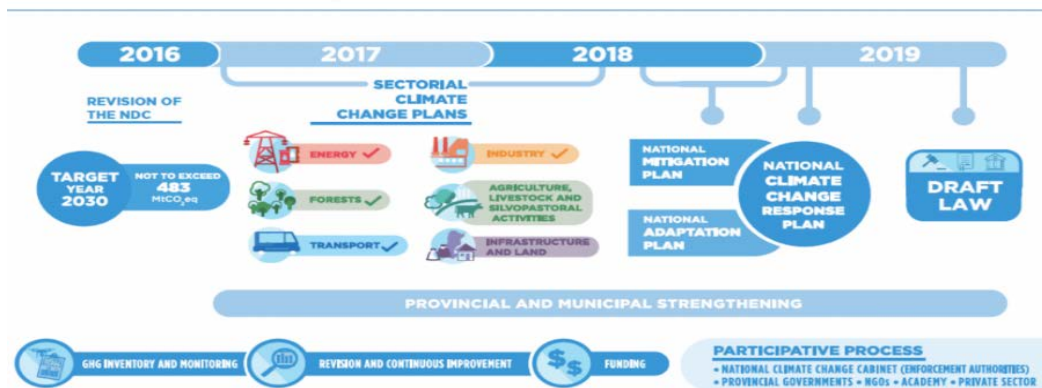 2016
2017
2018
2019
REVISION OF
THE NDC
SECTORIAL
CLIMATE
CHANGE PLANS
TARGET
YEAR
2030
NOT TO EXCEED
483
MtCO₂eq
ENERGY
INDUSTRY
FORESTS
AGRICULTURE,
LIVESTOCK AND
SILVOPASTORAL
ACTIVITIES
TRANSPORT
INFRASTRUCTURE
AND LAND
NATIONAL
MITIGATION
PLAN
NATIONAL
ADAPTATION
PLAN
NATIONAL
CLIMATE
CHANGE
RESPONSE
PLAN
DRAFT
LAW
PROVINCIAL AND MUNICIPAL STRENGTHENING
GHG INVENTORY AND MONITORING
REVISION AND CONTINUOUS IMPROVEMENT
$$
FUNDING
PARTICIPATIVE PROCESS
• NATIONAL CLIMATE CHANGE CABINET (ENFORCEMENT AUTHORITIES)
• PROVINCIAL GOVERNMENTS • NGOs • ACADEMY • PRIVATE SECTOR